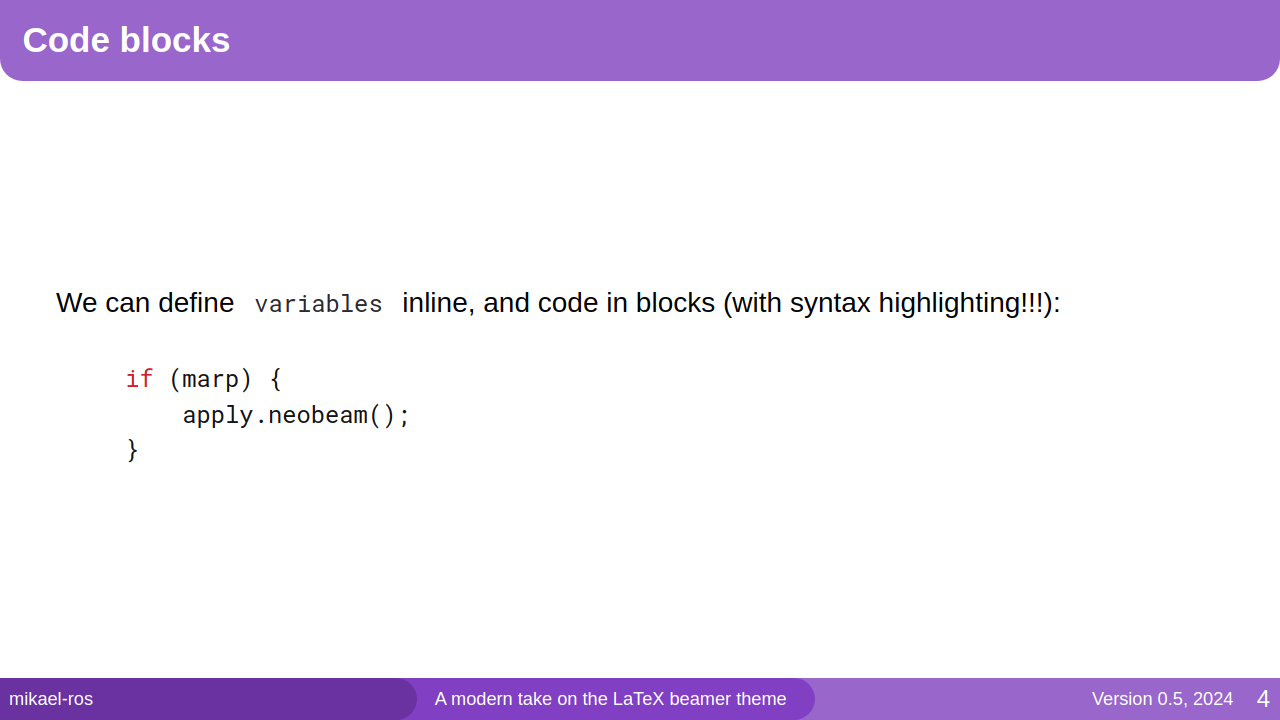 Code blocks
We can define variables inline, and code in blocks (with syntax highlighting!!!):
if (marp) {
    apply.neobeam();
}
mikael-ros
A modern take on the LaTeX beamer theme
Version 0.5, 2024
4